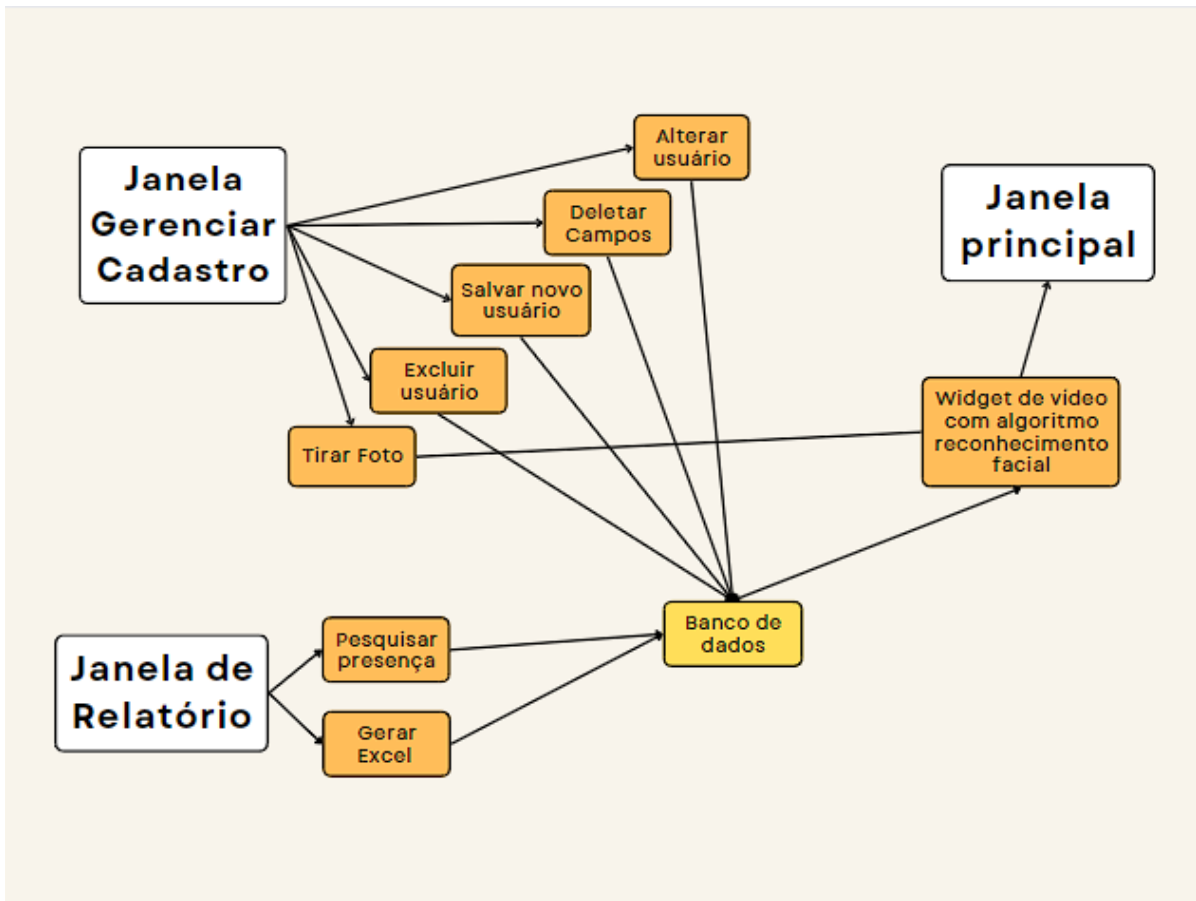 Janela
Gerenciar
Cadastro
Alterar
usuário
Deletar
Campos
Salvar novo
usuário
Excluir
usuário
Tirar Foto
Janela
principal
Widget de video
com algoritmo
reconhecimento
facial
Banco de
dados
Janela de
Relatório
Pesquisar
presença
Gerar
Excel